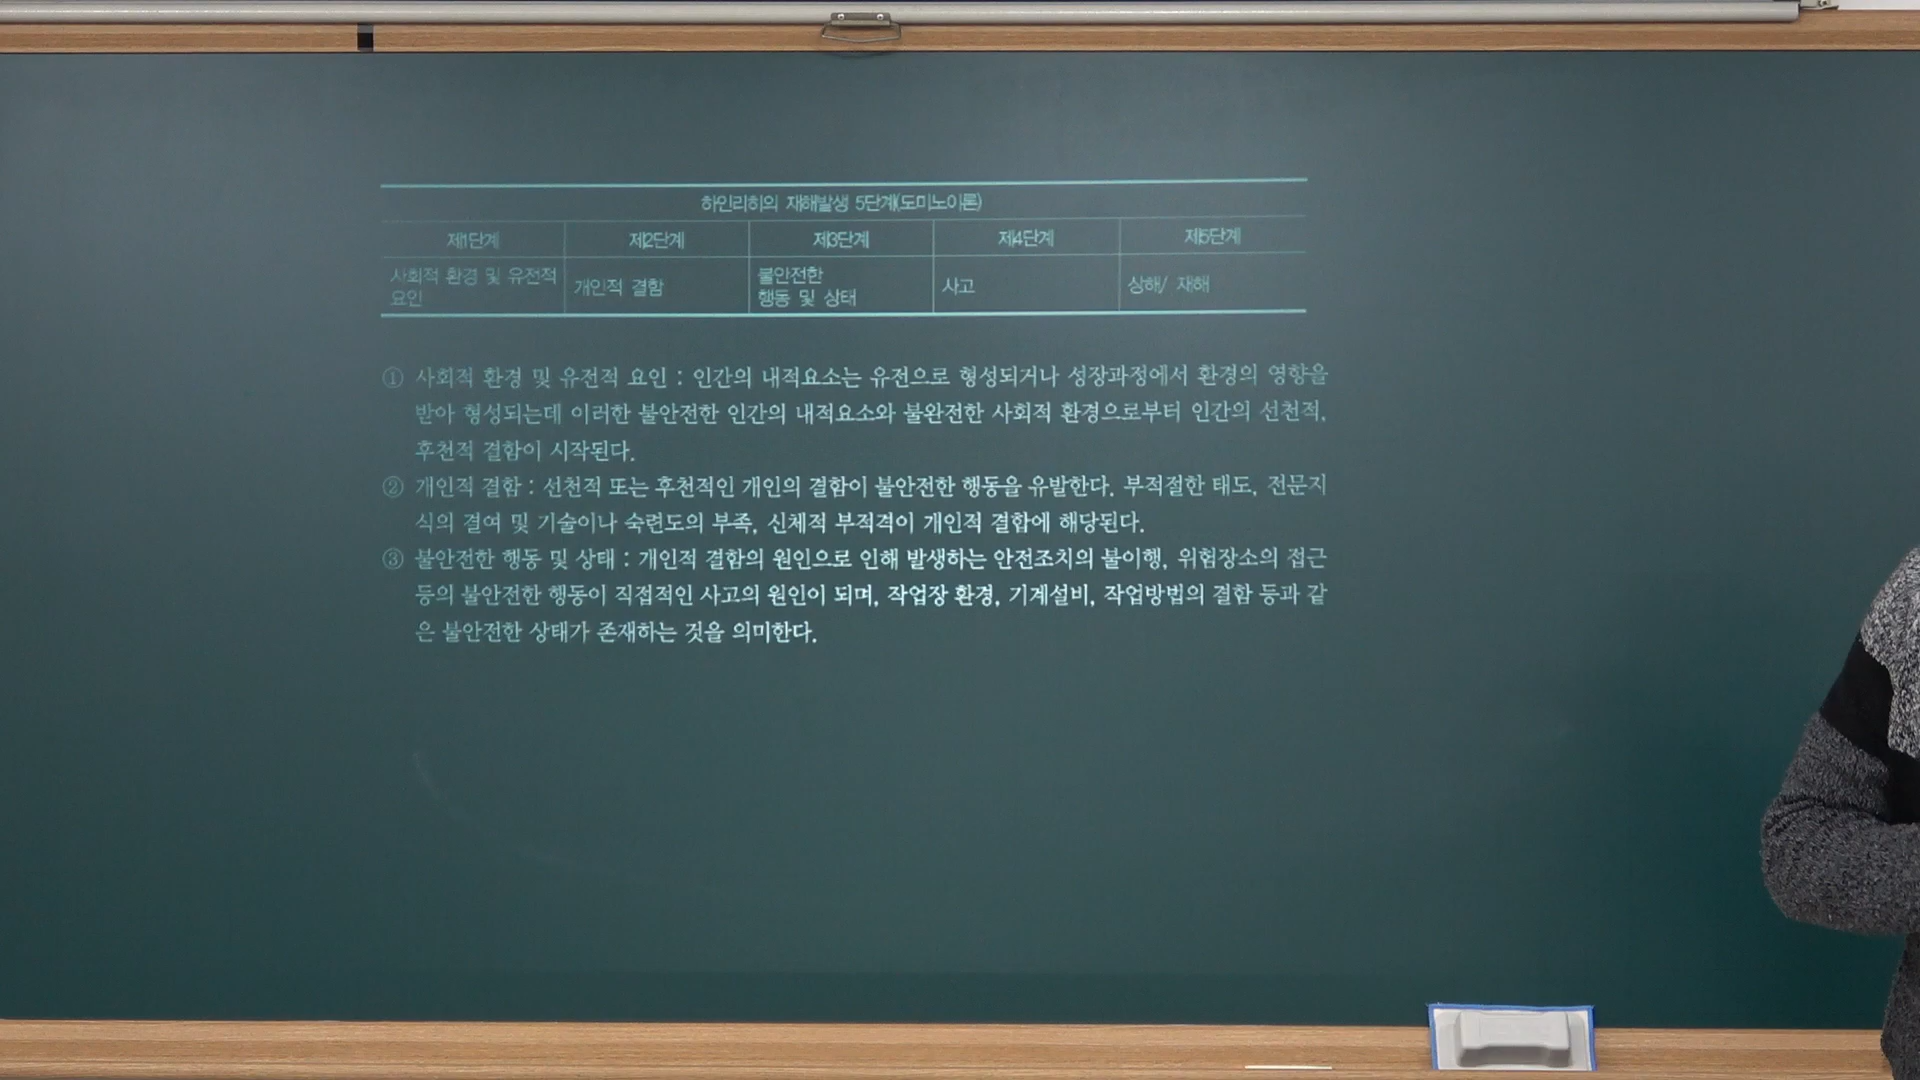 하인리히의 재해발생 5단계(도미노이론)
제1단계 제2단계 제3단계 제4단계 제5단계
사회적 환경 및 유전적 요인 개인적 결함 불안전한 행동 및 상태 사고 상해/ 재해
① 사회적 환경 및 유전적 요인 : 인간의 내적요소는 유전으로 형성되거나 성장과정에서 환경의 영향을
받아 형성되는데 이러한 불안전한 인간의 내적요소와 불완전한 사회적 환경으로부터 인간의 선천적,
후천적 결함이 시작된다.
② 개인적 결함 : 선천적 또는 후천적인 개인의 결함이 불안전한 행동을 유발한다. 부적절한 태도, 전문지
식의 결여 및 기술이나 숙련도의 부족, 신체적 부적격이 개인적 결함에 해당된다.
③ 불안전한 행동 및 상태 : 개인적 결함의 원인으로 인해 발생하는 안전조치의 불이행, 위험장소의 접근
등의 불안전한 행동이 직접적인 사고의 원인이 되며, 작업장 환경, 기계설비, 작업방법의 결함 등과 같
은 불안전한 상태가 존재하는 것을 의미한다.